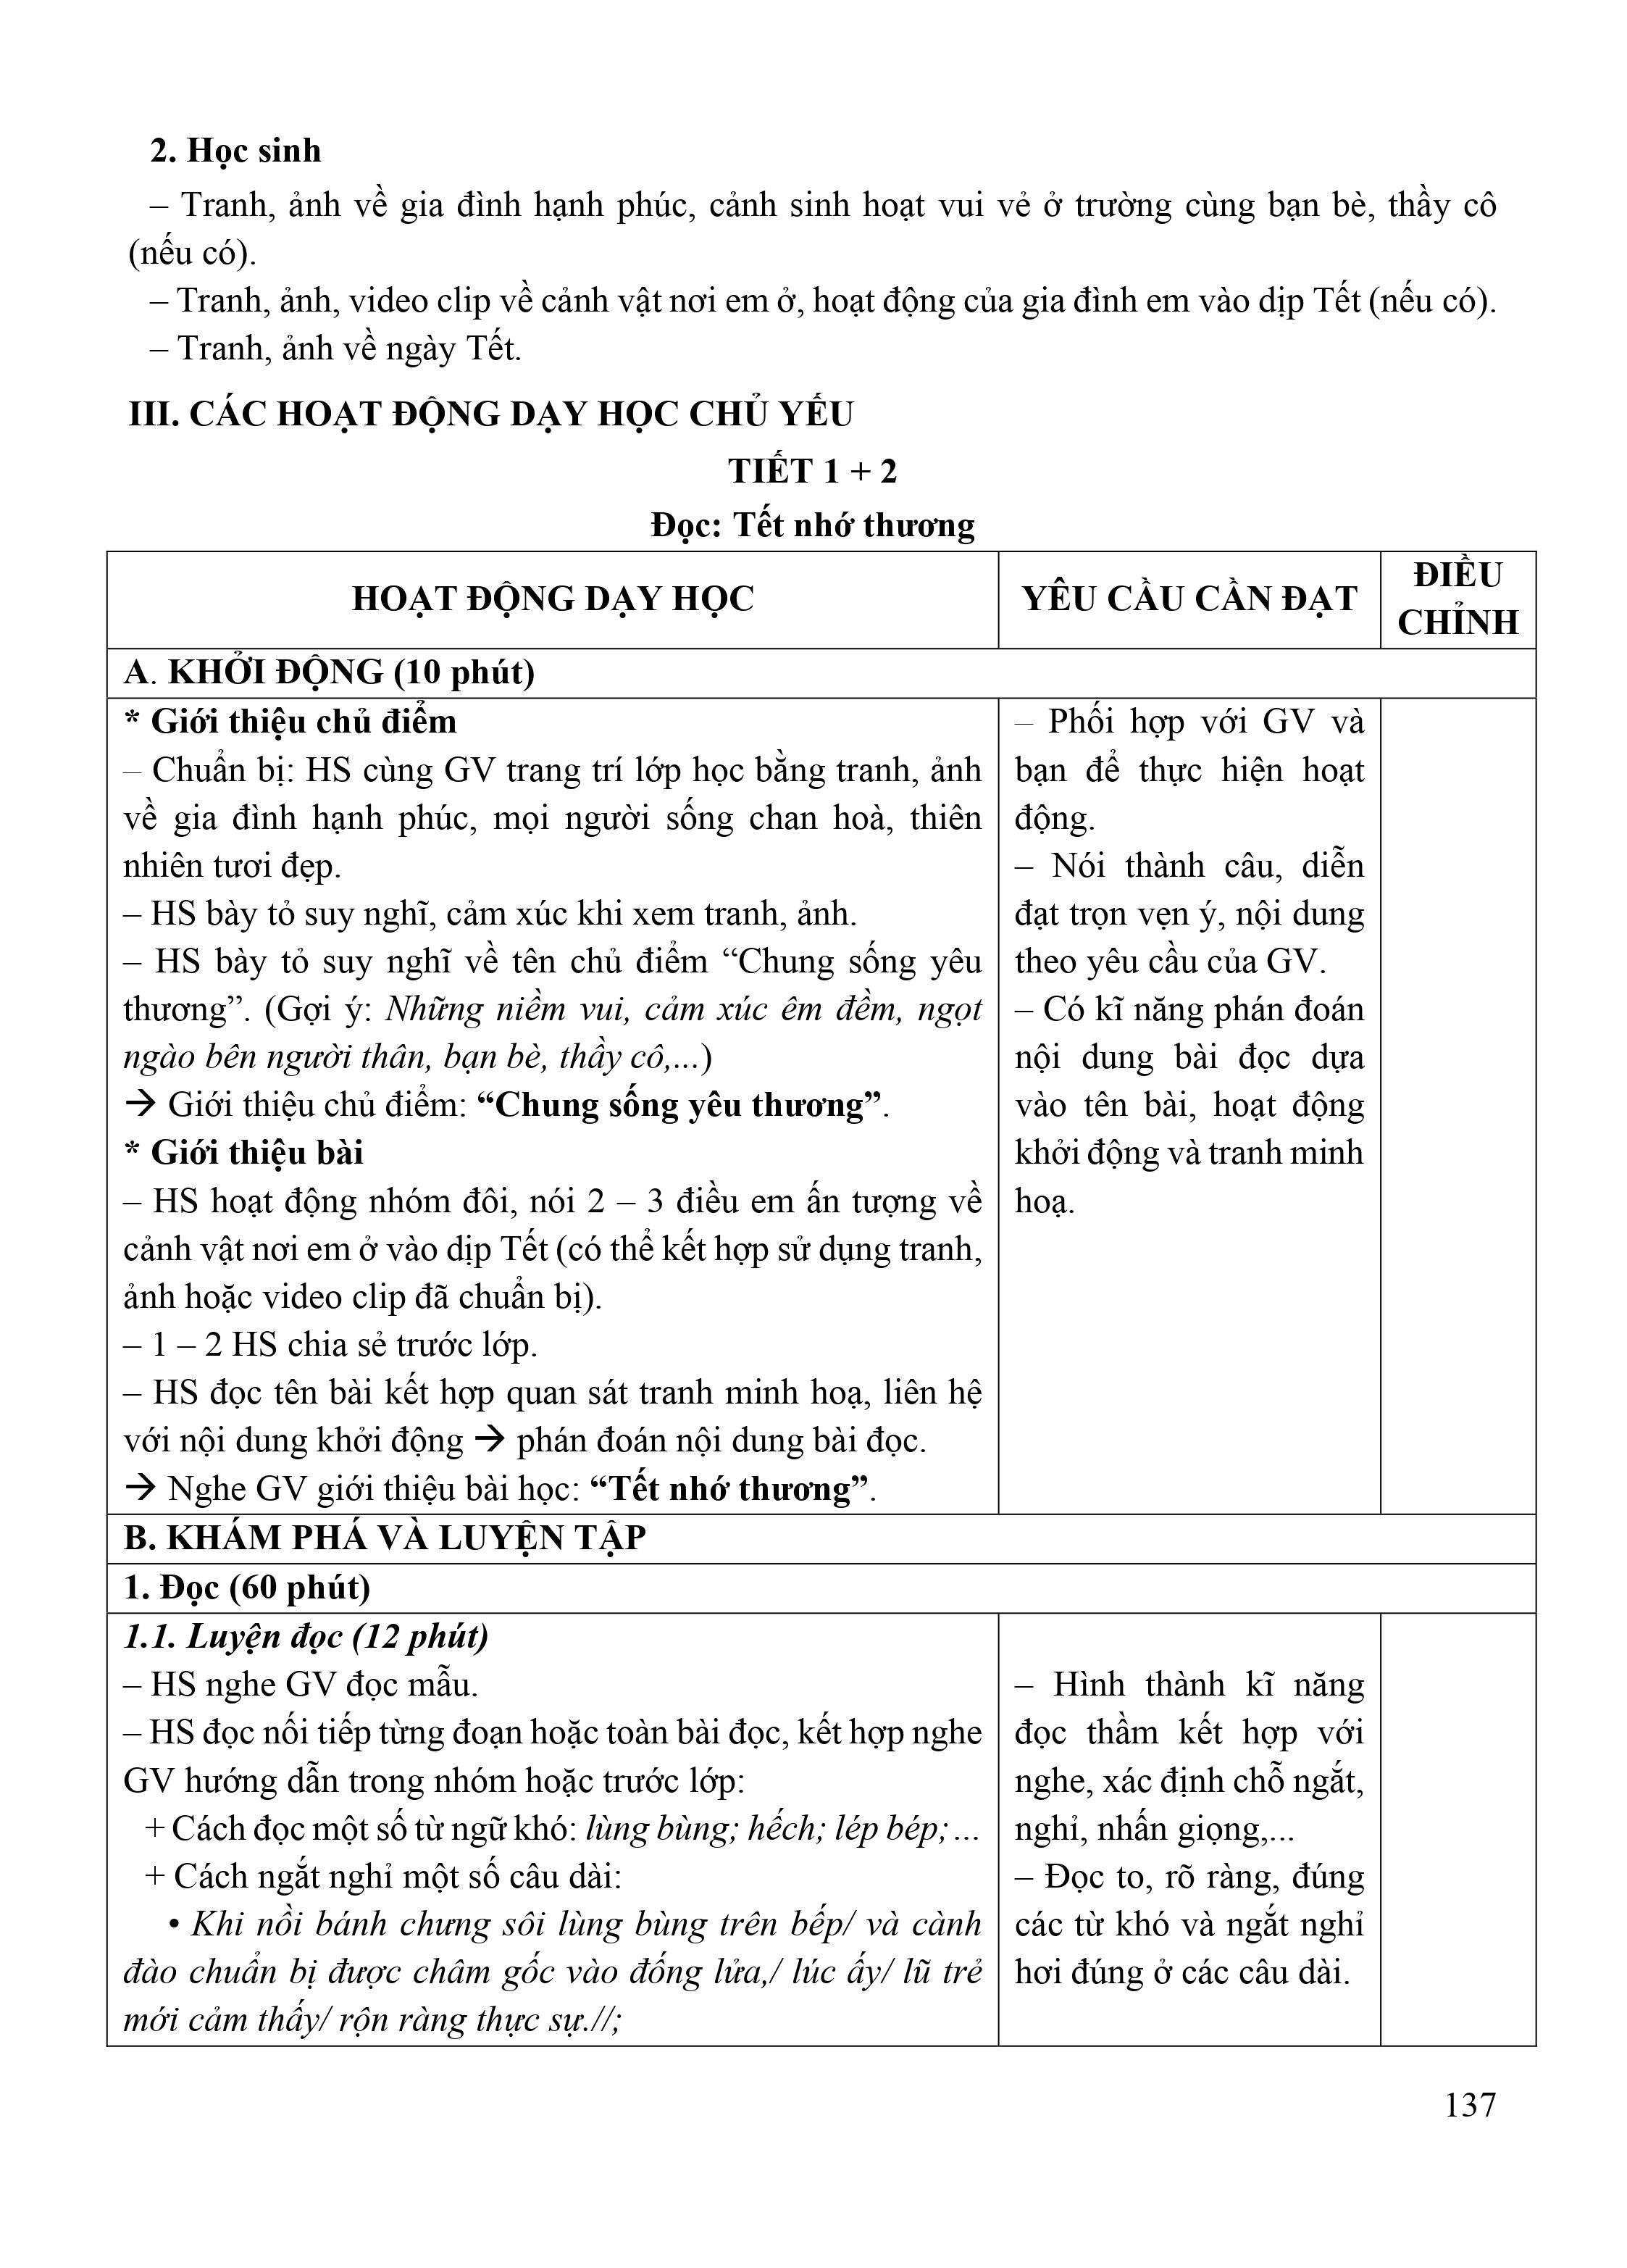 2. Học sinh
– Tranh, ảnh về gia đình hạnh phúc, cảnh sinh hoạt vui vẻ ở trường cùng bạn bè, thầy cô
(nếu có).
– Tranh, ảnh, video clip về cảnh vật nơi em ở, hoạt động của gia đình em vào dịp Tết (nếu có).
– Tranh, ảnh về ngày Tết.
III. CÁC HOẠT ĐỘNG DẠY HỌC CHỦ YẾU
TIẾT 1 + 2
Đọc: Tết nhớ thương
HOẠT ĐỘNG DẠY HỌC
YÊU CẦU CẦN ĐẠT
ĐIỀU
CHỈNH
A. KHỞI ĐỘNG (10 phút)
* Giới thiệu chủ điểm
– Chuẩn bị: HS cùng GV trang trí lớp học bằng tranh, ảnh
về gia đình hạnh phúc, mọi người sống chan hoà, thiên
nhiên tươi đẹp.
– HS bày tỏ suy nghĩ, cảm xúc khi xem tranh, ảnh.
– HS bày tỏ suy nghĩ về tên chủ điểm “Chung sống yêu
thương”. (Gợi ý: Những niềm vui, cảm xúc êm đềm, ngọt
ngào bên người thân, bạn bè, thầy cô,...)
→ Giới thiệu chủ điểm: “Chung sống yêu thương”.
* Giới thiệu bài
– HS hoạt động nhóm đôi, nói 2 – 3 điều em ấn tượng về
cảnh vật nơi em ở vào dịp Tết (có thể kết hợp sử dụng tranh,
ảnh hoặc video clip đã chuẩn bị).
– 1 – 2 HS chia sẻ trước lớp.
– HS đọc tên bài kết hợp quan sát tranh minh hoạ, liên hệ
với nội dung khởi động → phán đoán nội dung bài đọc.
→ Nghe GV giới thiệu bài học: “Tết nhớ thương”.
– Phối hợp với GV và
bạn để thực hiện hoạt
động.
– Nói thành câu, diễn
đạt trọn vẹn ý, nội dung
theo yêu cầu của GV.
– Có kĩ năng phán đoán
nội dung bài đọc dựa
vào tên bài, hoạt động
khởi động và tranh minh
hoạ.
B. KHÁM PHÁ VÀ LUYỆN TẬP
1. Đọc (60 phút)
1.1. Luyện đọc (12 phút)
– HS nghe GV đọc mẫu.
– HS đọc nối tiếp từng đoạn hoặc toàn bài đọc, kết hợp nghe
GV hướng dẫn trong nhóm hoặc trước lớp:
+ Cách đọc một số từ ngữ khó: lùng bùng; hếch; lép bép;…
+ Cách ngắt nghỉ một số câu dài:
• Khi nồi bánh chưng sôi lùng bùng trên bếp/ và cành
đào chuẩn bị được châm gốc vào đống lửa,/ lúc ấy/ lũ trẻ
mới cảm thấy/ rộn ràng thực sự.//;
– Hình thành kĩ năng
đọc thầm kết hợp với
nghe, xác định chỗ ngắt,
nghỉ, nhấn giọng,...
– Đọc to, rõ ràng, đúng
các từ khó và ngắt nghỉ
hơi đúng ở các câu dài.
137